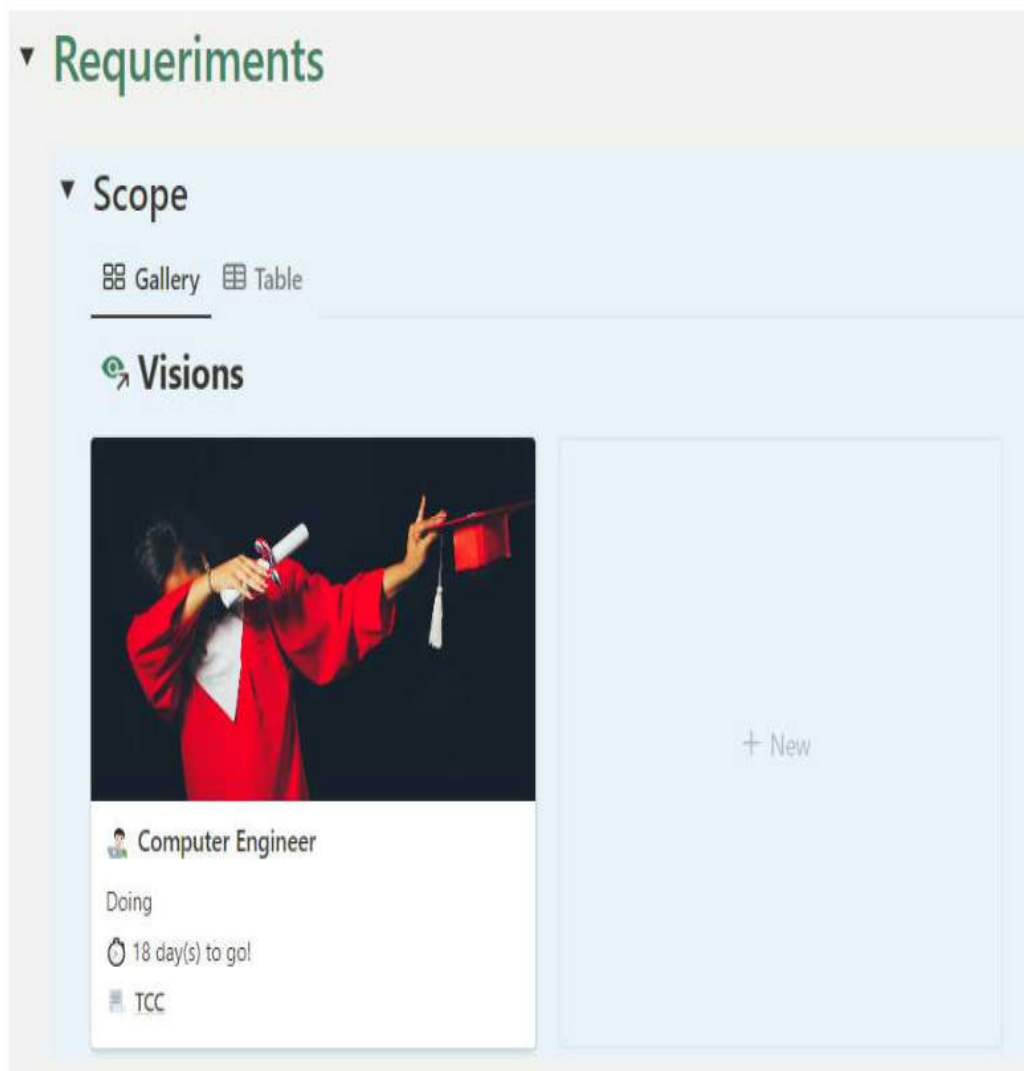 Requeriments
Scope
Gallery Table
Visions
+ New
Computer Engineer
Doing
18 day(s) to go!
TCC